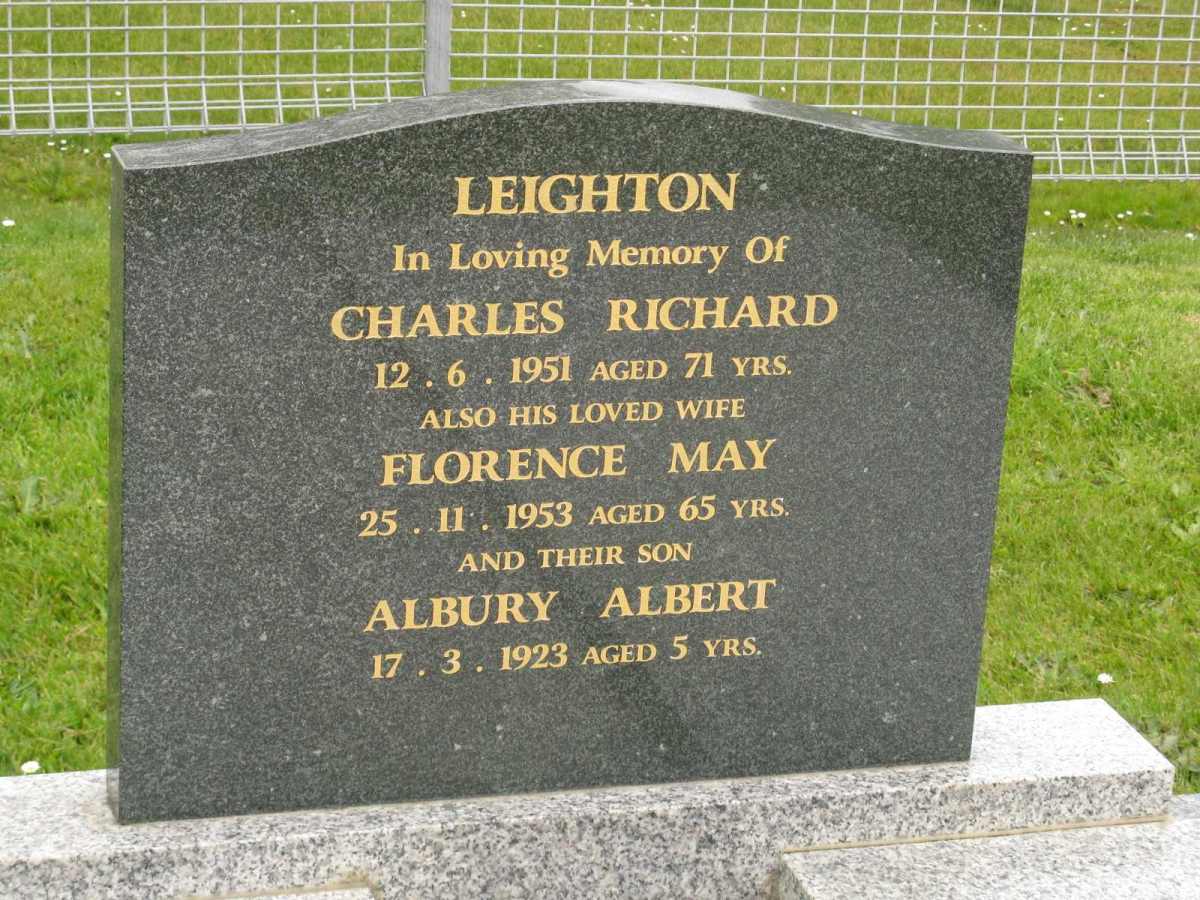 LEIGHTON
In Loving Memory Of
CHARLES RICHARD
12 . 6 . 1951 AGED 71 YRS.
ALSO HIS LOVED WIFE
FLORENCE MAY
25 . 11 . 1953 AGED 65 YRS.
AND THEIR SON
ALBURY ALBERT
17 . 3 . 1923 AGED 5 YRS.